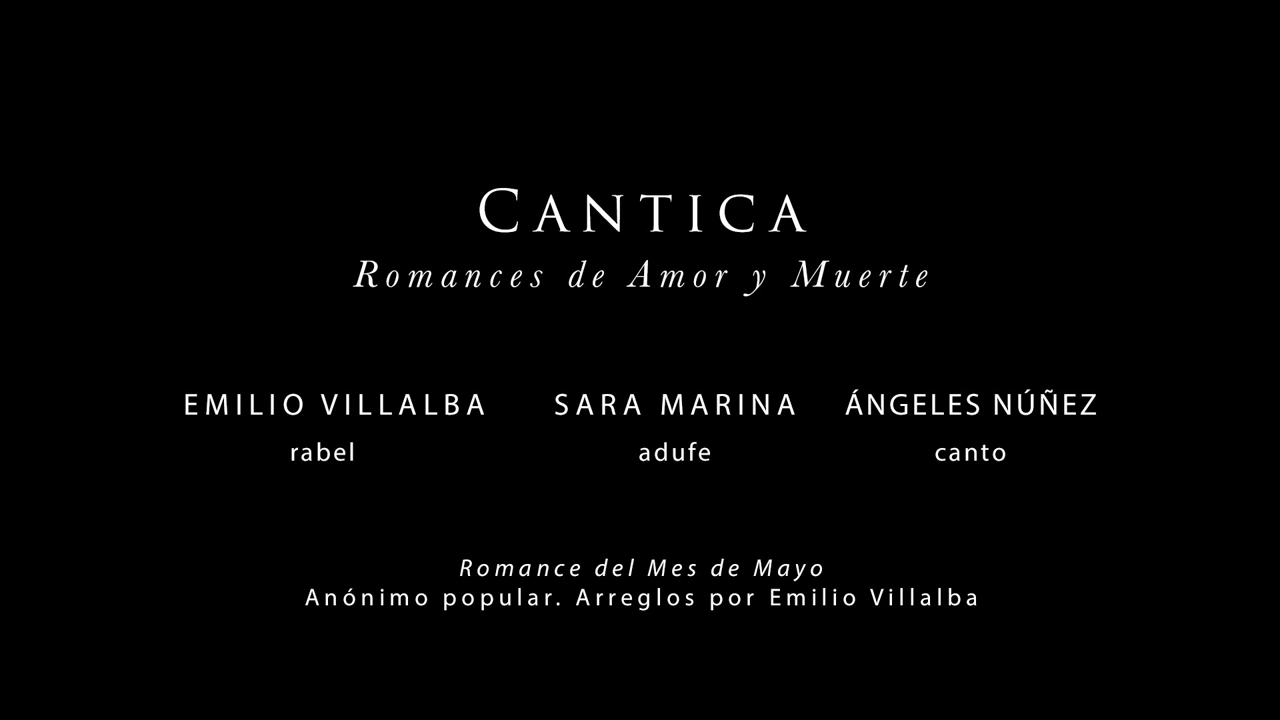 CANTICA
Romances de Amor y Muerte
EMILIO VILLALBA SARA MARINA ÁNGELES NÚÑEZ
rabel adufe canto
Romance del Mes de Mayo
Anónimo popular. Arreglos por Emilio Villalba